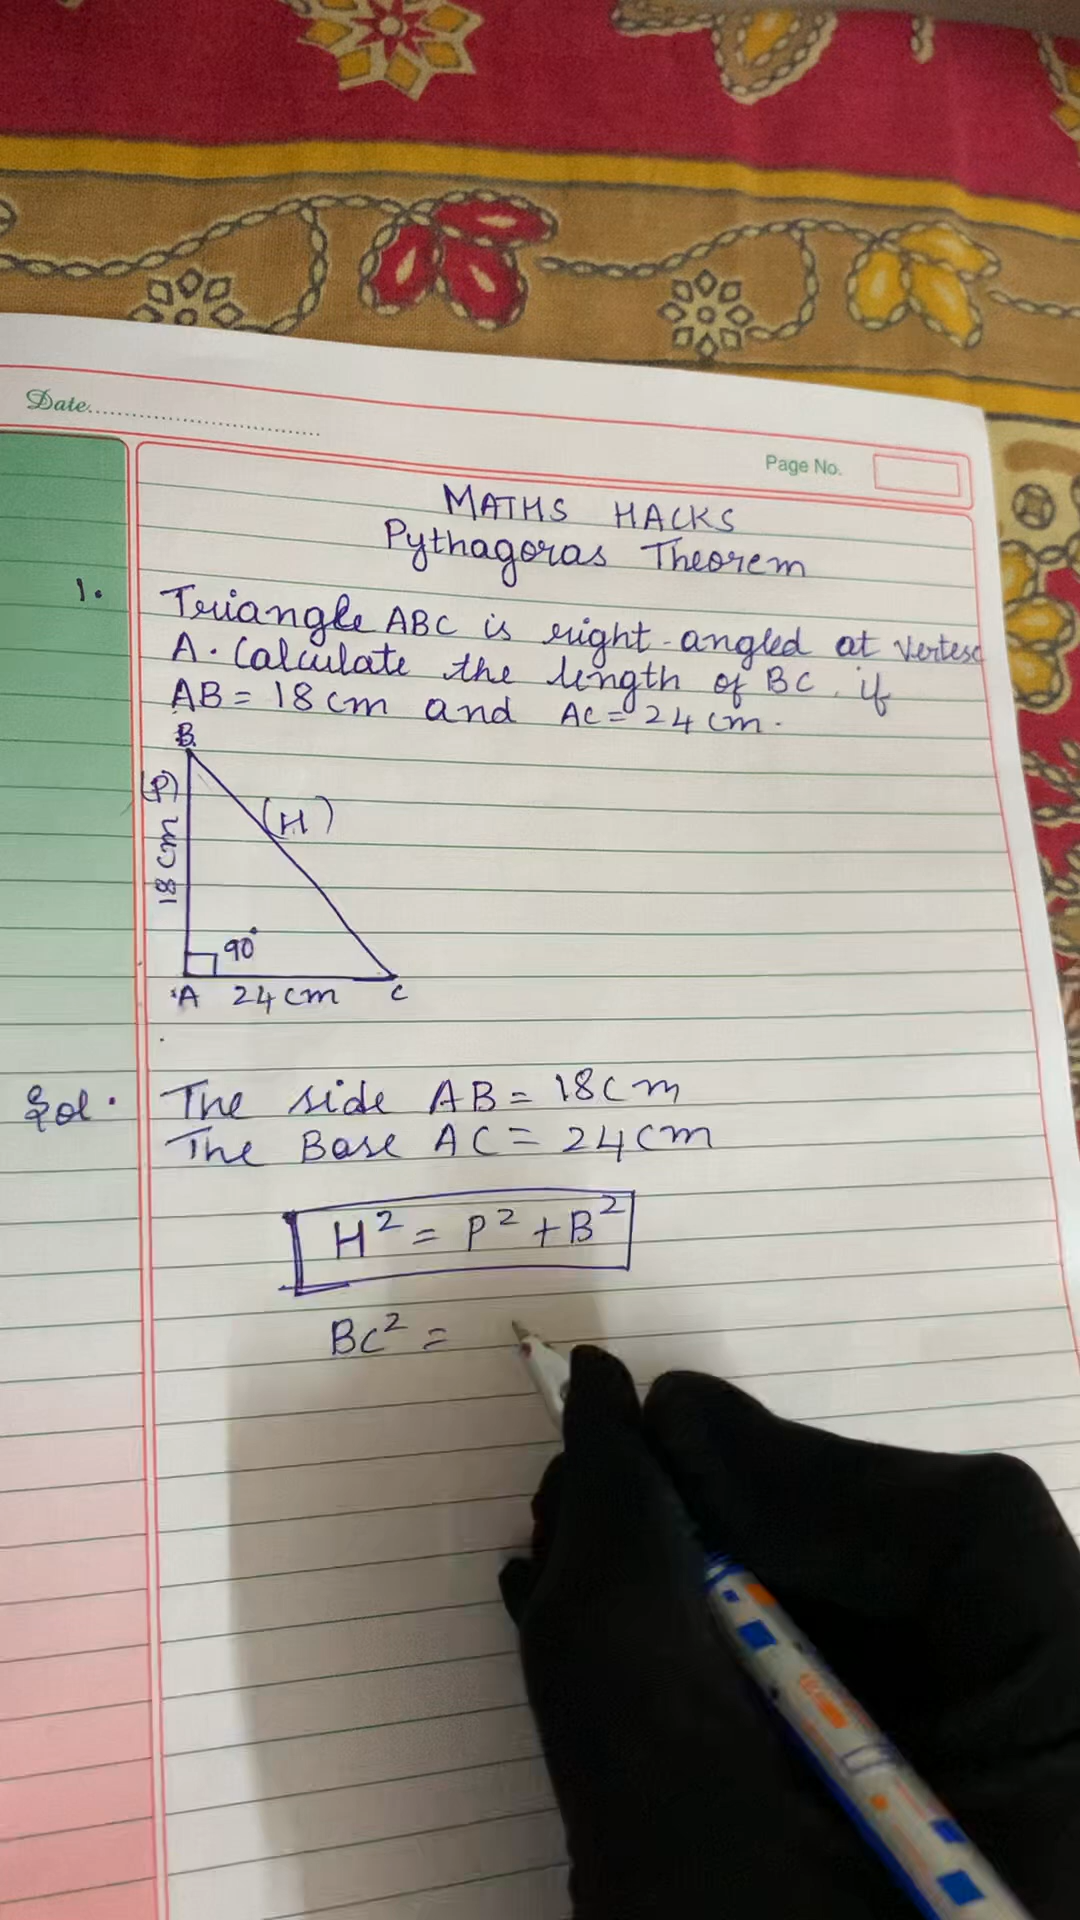 Date
Page No.
MATHS HACKS
Pythagoras Theorem
1. Triangle ABC is right-angled at vertex
A. Calculate the length of BC, if
AB = 18 cm and AC = 24 cm.
B
(P)
(H)
18 cm
90°
A 24 cm C
Sol. The side AB = 18 cm
The Base AC = 24 cm
H² = P² + B²
BC² =